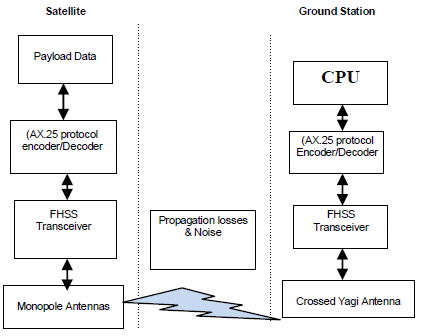 Satellite
Ground Station
Payload Data
CPU
(AX.25 protocol
encoder/Decoder
(AX.25 protocol
Encoder/Decoder
FHSS
Transceiver
Propagation losses
& Noise
FHSS
Transceiver
Monopole Antennas
Crossed Yagi Antenna